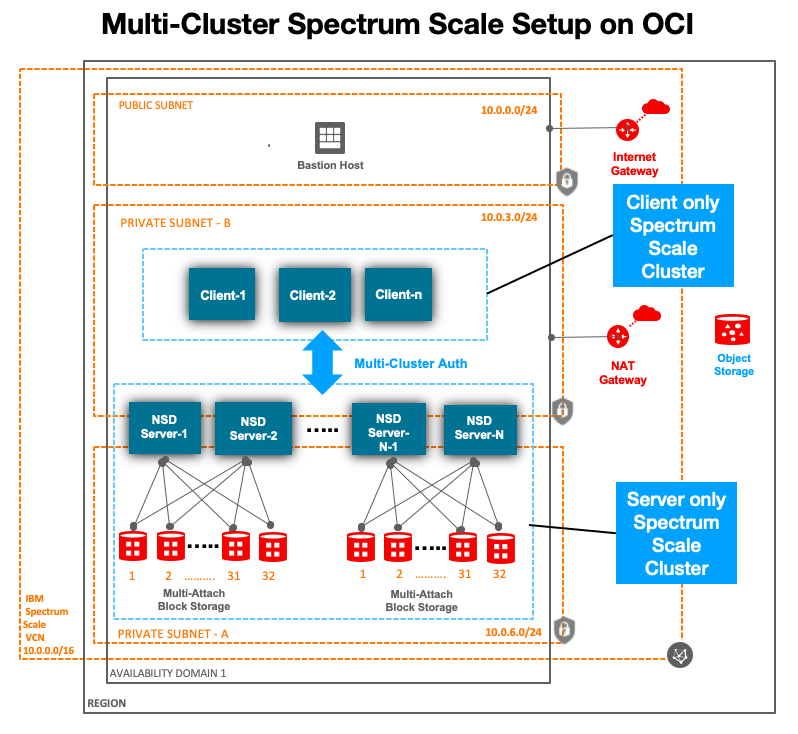 Multi-Cluster Spectrum Scale Setup on OCI
PUBLIC SUBNET
10.0.0.0/24
Bastion Host
Internet
Gateway
PRIVATE SUBNET - B
10.0.3.0/24
Client only
Spectrum
Scale
Cluster
Client-1
Client-2
Client-n
Multi-Cluster Auth
NAT
Gateway
Object
Storage
NSD
Server-1
NSD
Server-2
.....
NSD
Server-
N-1
NSD
Server-N
Server only
Spectrum
Scale
Cluster
.....
.....
1 2 .......... 31 32
1 2 .......... 31 32
Multi-Attach
Block Storage
Multi-Attach
Block Storage
IBM
Spectrum
Scale
VCN
10.0.0.0/16
PRIVATE SUBNET - A
10.0.6.0/24
AVAILABILITY DOMAIN 1
REGION